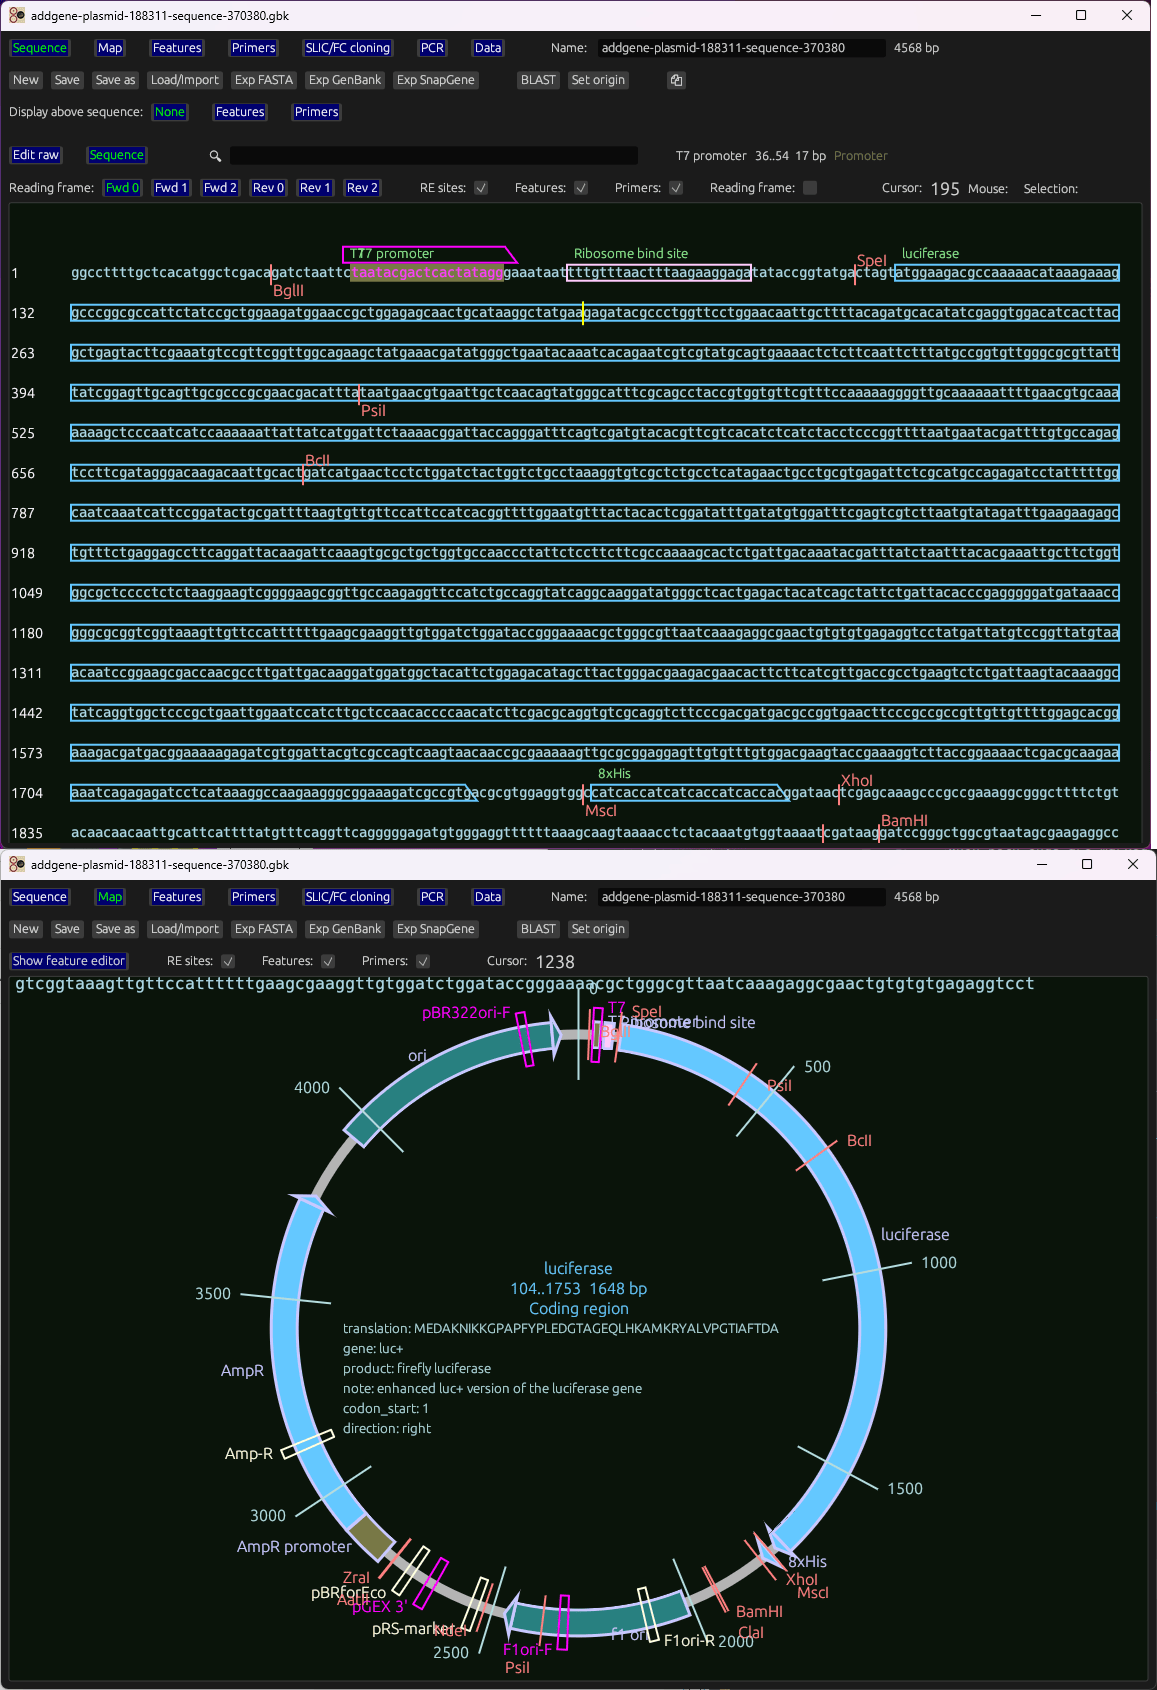 addgene-plasmid-188311-sequence-370380.gbk
Sequence Map Features Primers SLIC/FC cloning PCR Data Name: addgene-plasmid-188311-sequence-370380 4568 bp
New Save Save as Load/Import Exp FASTA Exp GenBank Exp SnapGene BLAST Set origin
Display above sequence: None Features Primers
Edit raw Sequence T7 promoter 36..54 17 bp Promoter
Reading frame: Fwd 0 Fwd 1 Fwd 2 Rev 0 Rev 1 Rev 2 RE sites: Features: Primers: Reading frame: Cursor: 195 Mouse: Selection:
T7 promoter Ribosome bind site luciferase
SpeI
1 ggccttttgctcacatggctcgacagatctaattctaatacgactcactatagggaaataattttgtttaactttaagaaggagatataccggtatgactagtatggaagacgccaaaaacataaagaaag
BglII
132 gcccggcgccattctatccgctggaagatggaaccgctggagagcaactgcataaggctatgaagagatacgccctggttcctggaacaattgcttttacagatgcacatatcgaggtggacatcacttac
263 gctgagtacttcgaaatgtccgttcggttggcagaagctatgaaacgatatgggctgaatacaaatcacagaatcgtcgtatgcagtgaaaactctcttcaattctttatgccggtgttgggcgcgttatt
394 tatcggagttgcagttgcgcccgcgaacgacatttataatgaacgtgaattgctcaacagtatgggcatttcgcagcctaccgtggtgttcgtttccaaaaaggggttgcaaaaaattttgaacgtgcaaa
PsiI
525 aaaagctcccaatcatccaaaaaattattatcatggattctaaaacggattaccagggatttcagtcgatgtacacgttcgtcacatctcatctacctcccggttttaatgaatacgattttgtgccagag
BclI
656 tccttcgatagggacaagacaattgcactgatcatgaactcctctggatctactggtctgcctaaaggtgtcgctctgcctcatagaactgcctgcgtgagattctcgcatgccagagatcctatttttgg
787 caatcaaatcattccggatactgcgattttaagtgttgttccattccatcacggttttggaatgtttactacactcggatatttgatatgtggatttcgagtcgtcttaatgtatagatttgaagaagagc
918 tgtttctgaggagccttcaggattacaagattcaaagtgcgctgctggtgccaaccctattctccttcttcgccaaaagcactctgattgacaaatacgatttatctaatttacacgaaattgcttctggt
1049 ggcgctcccctctctaaggaagtcggggaagcggttgccaagaggttccatctgccaggtatcaggcaaggatatgggctcactgagactacatcagctattctgattacacccgagggggatgataaacc
1180 gggcgcggtcggtaaagttgttccattttttgaagcgaaggttgtggatctggataccgggaaaacgctgggcgttaatcaaagaggcgaactgtgtgtgagaggtcctatgattatgtccggttatgtaa
1311 acaatccggaagcgaccaacgccttgattgacaaggatggatggctacattctggagacatagcttactgggacgaagacgaacacttcttcatcgttgaccgcctgaagtctctgattaagtacaaaggc
1442 tatcaggtggctcccgctgaattggaatccatcttgctccaacaccccaacatcttcgacgcaggtgtcgcaggtcttcccgacgatgacgccggtgaacttcccgccgccgttgttgttttggagcacgg
1573 aaagacgatgacggaaaaagagatcgtggattacgtcgccagtcaagtaacaaccgcgaaaaagttgcgcggaggagttgtgtttgtggacgaagtaccgaaaggtcttaccggaaaactcgacgcaagaa
8xHis XhoI
1704 aaatcagagagatcctcataaaggccaagaagggcggaaagatcgccgtgacgcgtggaggtggccatcaccatcaccatcaccacggataactcgagcaaagcccgccgaaaggcgggcttttctgt
MscI BamHI
1835 acaacaacaattgcattcattttatgtttcaggttcagggggagatgtgggaggttttttaaagcaagtaaaacctctacaaatgtggtaaaatcgataaggatccgggctggcgtaatagcgaagaggcc
addgene-plasmid-188311-sequence-370380.gbk
Sequence Map Features Primers SLIC/FC cloning PCR Data Name: addgene-plasmid-188311-sequence-370380 4568 bp
New Save Save as Load/Import Exp FASTA Exp GenBank Exp SnapGene BLAST Set origin
Show feature editor RE sites: Features: Primers: Cursor: 1238
gtcggtaaagttgttccattttttgaagcgaaggttgtggatctggataccgggaaaacgctgggcgttaatcaaagaggcgaactgtgtgtgagaggtcct
0
pBR322ori-F T7 SpeI
T7 promoter Ribosome bind site
BglII
ori
500
4000 PsiI
BclI
luciferase
1000
luciferase
104..1753 1648 bp
Coding region
3500
translation: MEDAKNIKKGPAPFYPLEDGTAGEQLHKAMKRYALVPGTIAFTDA
gene: luc+
AmpR product: firefly luciferase
note: enhanced luc+ version of the luciferase gene
codon_start: 1
direction: right
Amp-R
1500
3000
AmpR promoter
8xHis
ZraI XhoI
pBRforEco MscI
AatII pGEX 3' BamHI
pRS-marker NdeI f1 ori F1ori-R 2000 ClaI
2500 F1ori-F
PsiI